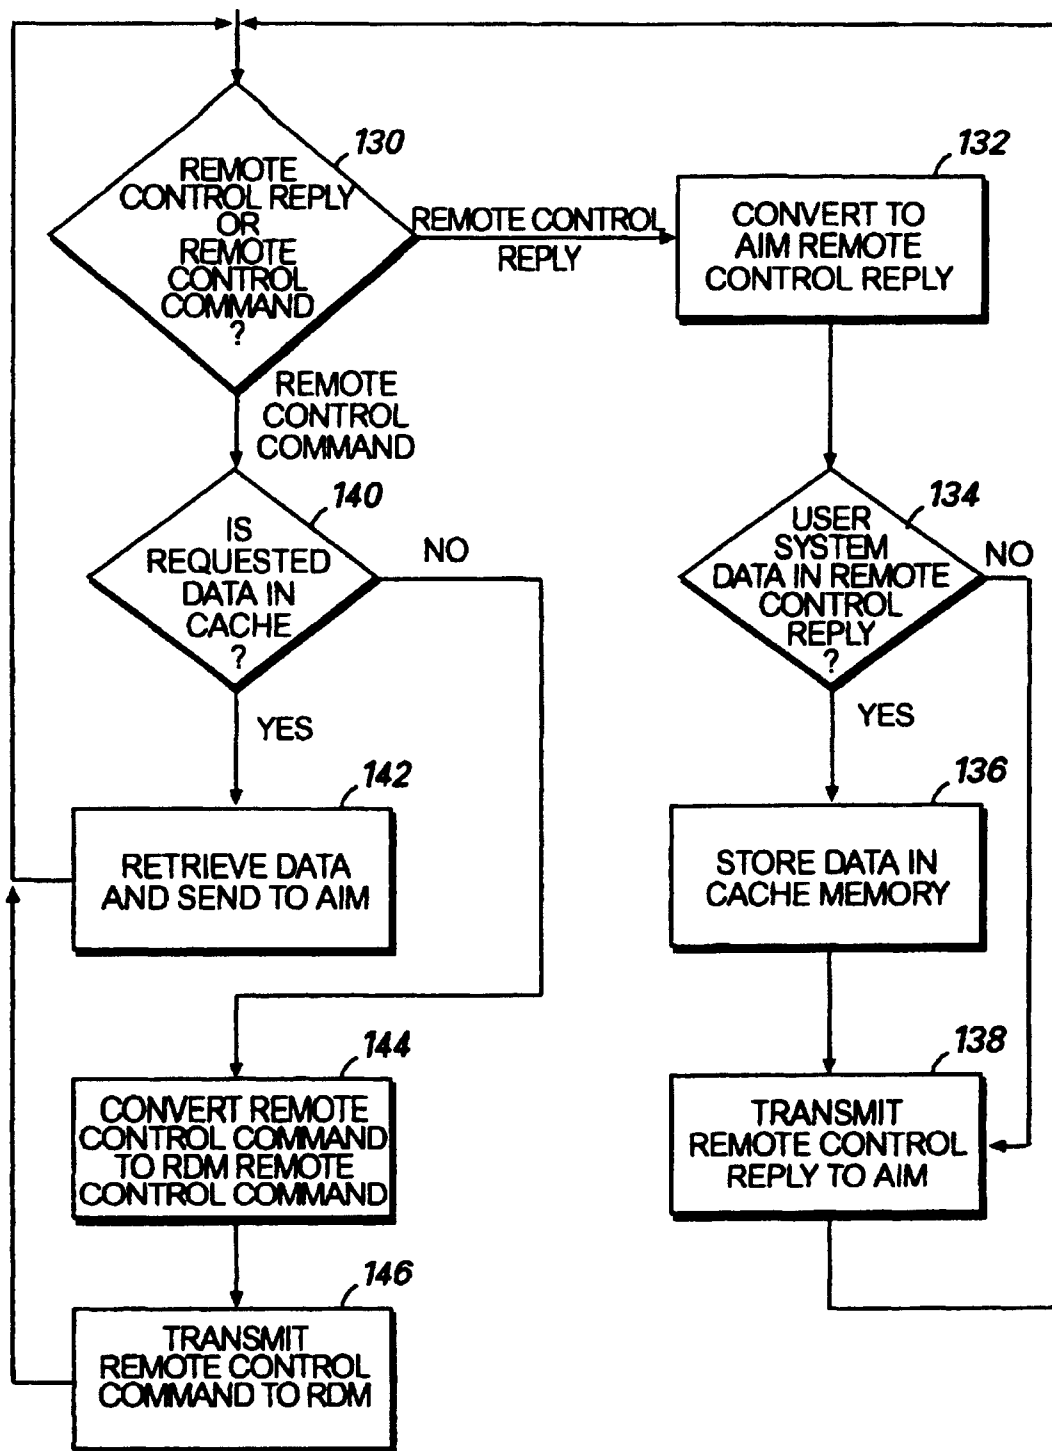 130
REMOTE
CONTROL REPLY
OR
REMOTE
CONTROL
COMMAND
?
REMOTE CONTROL
REPLY
132
CONVERT TO
AIM REMOTE
CONTROL REPLY
REMOTE
CONTROL
COMMAND
140
IS
REQUESTED
DATA IN
CACHE
?
NO
YES
134
USER
SYSTEM
DATA IN REMOTE
CONTROL
REPLY
?
NO
YES
142
RETRIEVE DATA
AND SEND TO AIM
136
STORE DATA IN
CACHE MEMORY
144
CONVERT REMOTE
CONTROL COMMAND
TO RDM REMOTE
CONTROL COMMAND
138
TRANSMIT
REMOTE CONTROL
REPLY TO AIM
146
TRANSMIT
REMOTE CONTROL
COMMAND TO RDM